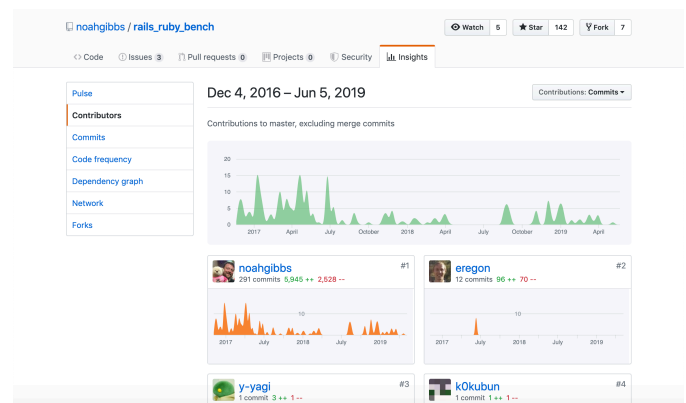 noahgibbs / rails_ruby_bench
Watch 5 Star 142 Fork 7
Code Issues 3 Pull requests 0 Projects 0 Security Insights
Pulse
Contributors
Commits
Code frequency
Dependency graph
Network
Forks
Dec 4, 2016 – Jun 5, 2019
Contributions: Commits
Contributions to master, excluding merge commits
20
15
10
5
0
2017 April July October 2018 April July October 2019 April
noahgibbs #1
291 commits 5,945 ++ 2,528 --
10
2017 July 2018 July 2019
eregon #2
12 commits 96 ++ 70 --
10
2017 July 2018 July 2019
y-yagi #3
1 commit 3 ++ 1 --
k0kubun #4
1 commit 1 ++ 1 --